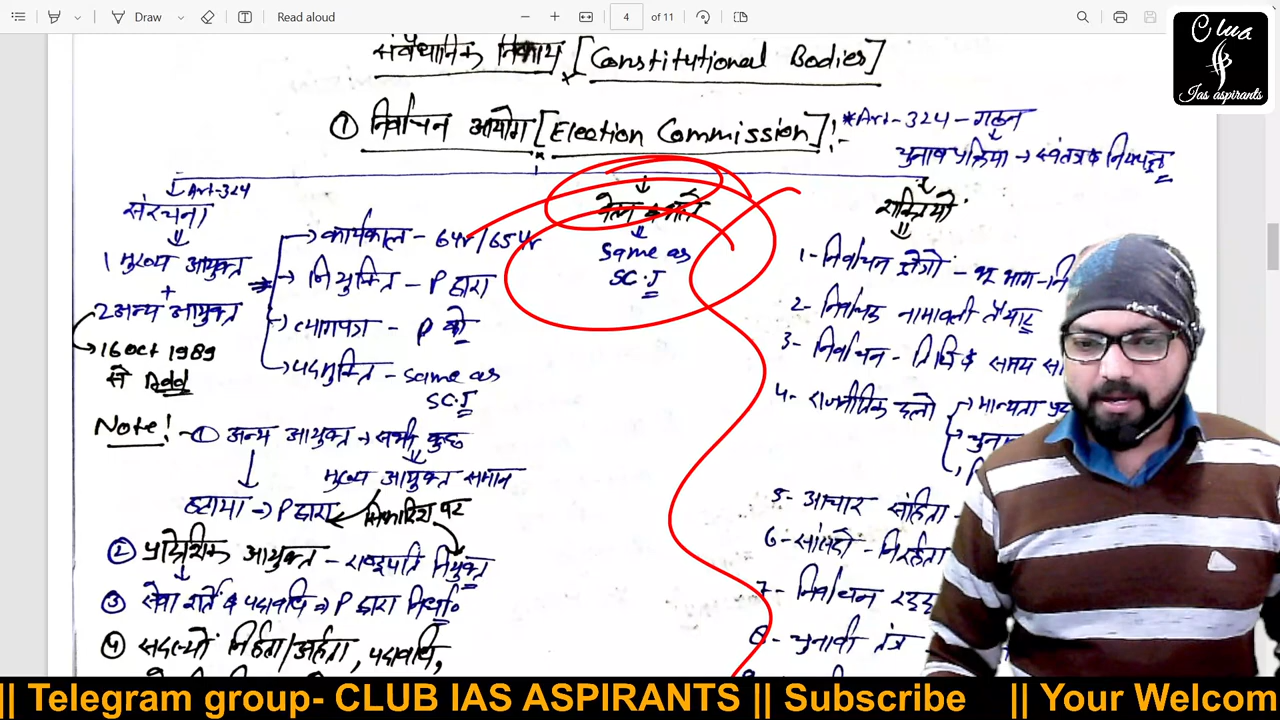 Draw
Read aloud
4 of 11
Clua
Ias aspirants
संवैधानिक निकाय [Constitutional Bodies]
① निर्वाचन आयोग [Election Commission] :-
*Art-324 - गठन
चुनाव प्रक्रिया → स्वतंत्र व निष्पक्ष
Art-324
संरचना
1 मुख्य आयुक्त
+
2 अन्य आयुक्त
→ 16 Oct 1989
से Add
→ कार्यकाल - 6yr/65yr
→ नियुक्ति - P द्वारा
→ त्यागपत्र - P को
→ पदमुक्ति - same as
SC.J
वेतन व भत्ते
Same as
SC.J
शक्तियाँ
1- निर्वाचन क्षेत्रों - भू भाग-नि
2- निर्वाचक नामावली तैयार
3- निर्वाचन - तिथि व समय सा
4- राजनीतिक दलों
→ मान्यता
→ चुनाव
5- आचार संहिता -
6- सांसदों - निरर्हता
7- निर्वाचन रद्द
8- चुनावी तंत्र -
Note! - ① अन्य आयुक्त → सभी कुछ
मुख्य आयुक्त समान
हटाया → P द्वारा सिफारिश पर
② प्रादेशिक आयुक्त - राष्ट्रपति नियुक्त
③ सेवा शर्ते व पदावधि → P द्वारा निर्धा॰
④ सदस्यों अर्हता, पदावधि,
|| Telegram group- CLUB IAS ASPIRANTS || Subscribe || Your Welcom